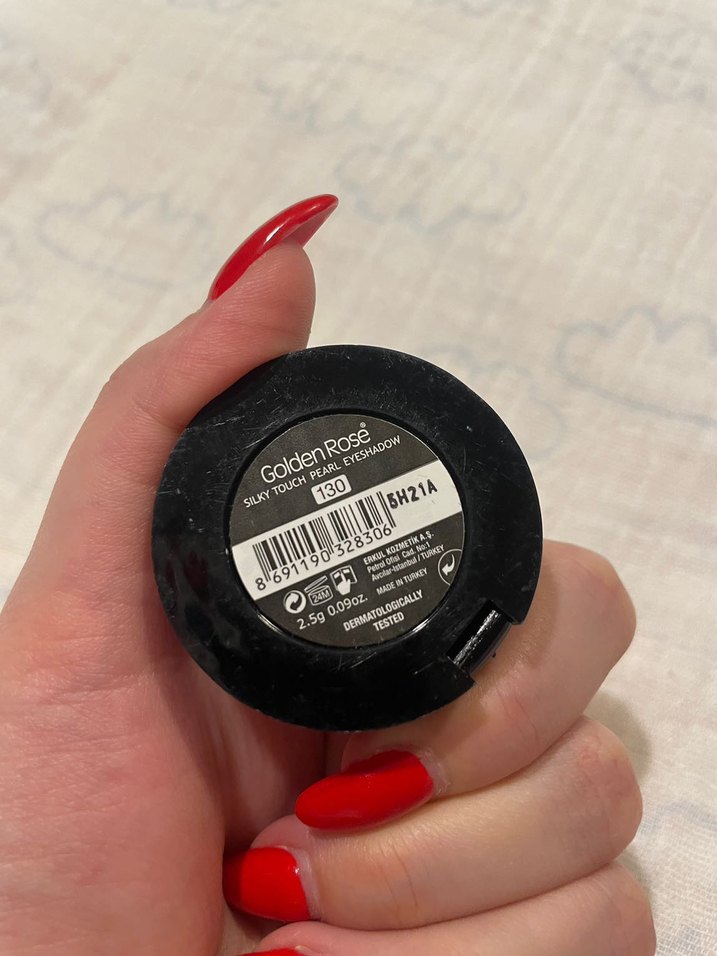 Golden Rose®
SILKY TOUCH PEARL EYESHADOW
130
5H21A
8 691190 328306
ERKUL KOZMETİK A.Ş.
Petrol Ofisi Cad. No:1
Avcılar-Istanbul / TURKEY
MADE IN TURKEY
24M
2.5g 0.09oz.
DERMATOLOGICALLY
TESTED